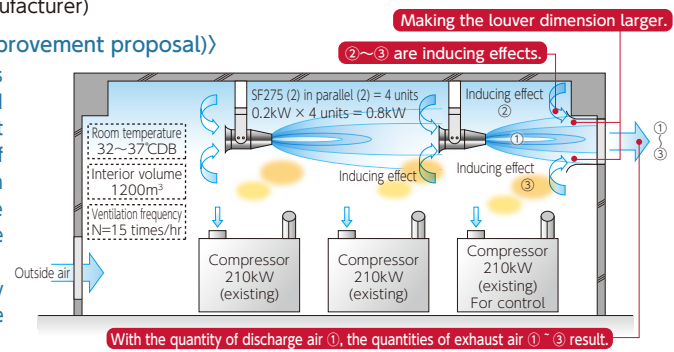 ufacturer)
provement proposal)〉
Making the louver dimension larger.
②～③ are inducing effects.
SF275 (2) in parallel (2) = 4 units
0.2kW × 4 units = 0.8kW
Inducing effect
②
①
①
～
③
Room temperature
32～37℃DB
Interior volume
1200m³
Ventilation frequency
N=15 times/hr
Inducing effect
Inducing effect
③
Outside air
Compressor
210kW
(existing)
Compressor
210kW
(existing)
Compressor
210kW
(existing)
For control
With the quantity of discharge air ①, the quantities of exhaust air ① ~ ③ result.